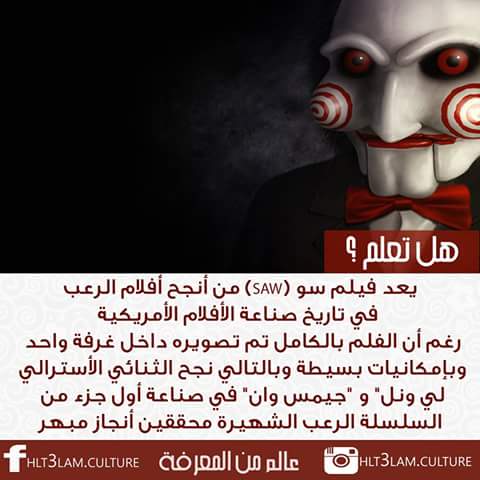 هل تعلم ؟
يعد فيلم سو (SAW) من أنجح أفلام الرعب
في تاريخ صناعة الأفلام الأمريكية
رغم أن الفلم بالكامل تم تصويره داخل غرفة واحد
وبإمكانيات بسيطة وبالتالي نجح الثنائي الأسترالي
لي ونل" و "جيمس وان" في صناعة أول جزء من
السلسلة الرعب الشهيرة محققين أنجاز مبهر
HLT3LAM.CULTURE عالم من المعرفة HLT3LAM.CULTURE